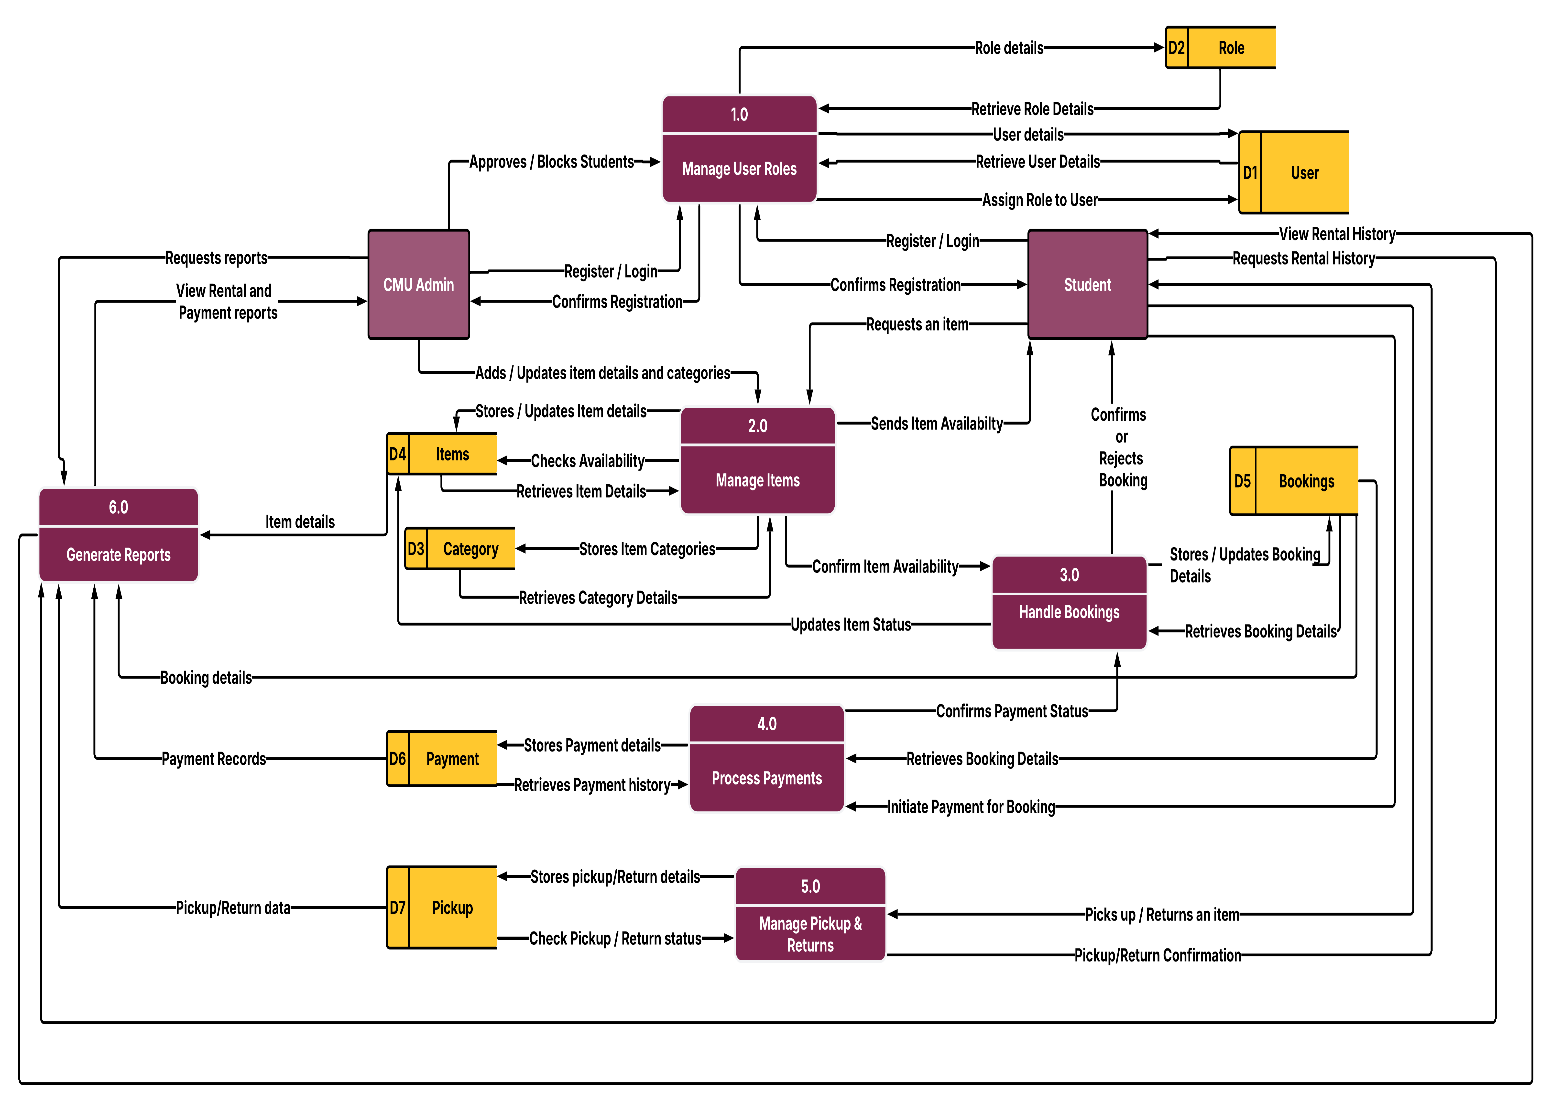 Role details
D2
Role
Retrieve Role Details
1.0
Manage User Roles
User details
Retrieve User Details
Assign Role to User
D1
User
Approves / Blocks Students
Register / Login
View Rental History
Requests Rental History
Requests reports
View Rental and
Payment reports
CMU Admin
Register / Login
Confirms Registration
Confirms Registration
Student
Requests an item
Adds / Updates item details and categories
Stores / Updates Item details
2.0
Manage Items
Sends Item Availabilty
Confirms
or
Rejects
Booking
D4
Items
Checks Availability
Retrieves Item Details
D5
Bookings
6.0
Generate Reports
Item details
D3
Category
Stores Item Categories
Retrieves Category Details
Confirm Item Availability
3.0
Handle Bookings
Stores / Updates Booking
Details
Updates Item Status
Retrieves Booking Details
Booking details
Confirms Payment Status
4.0
Process Payments
Payment Records
D6
Payment
Stores Payment details
Retrieves Payment history
Retrieves Booking Details
Initiate Payment for Booking
Pickup/Return data
D7
Pickup
Stores pickup/Return details
Check Pickup / Return status
5.0
Manage Pickup &
Returns
Picks up / Returns an item
Pickup/Return Confirmation